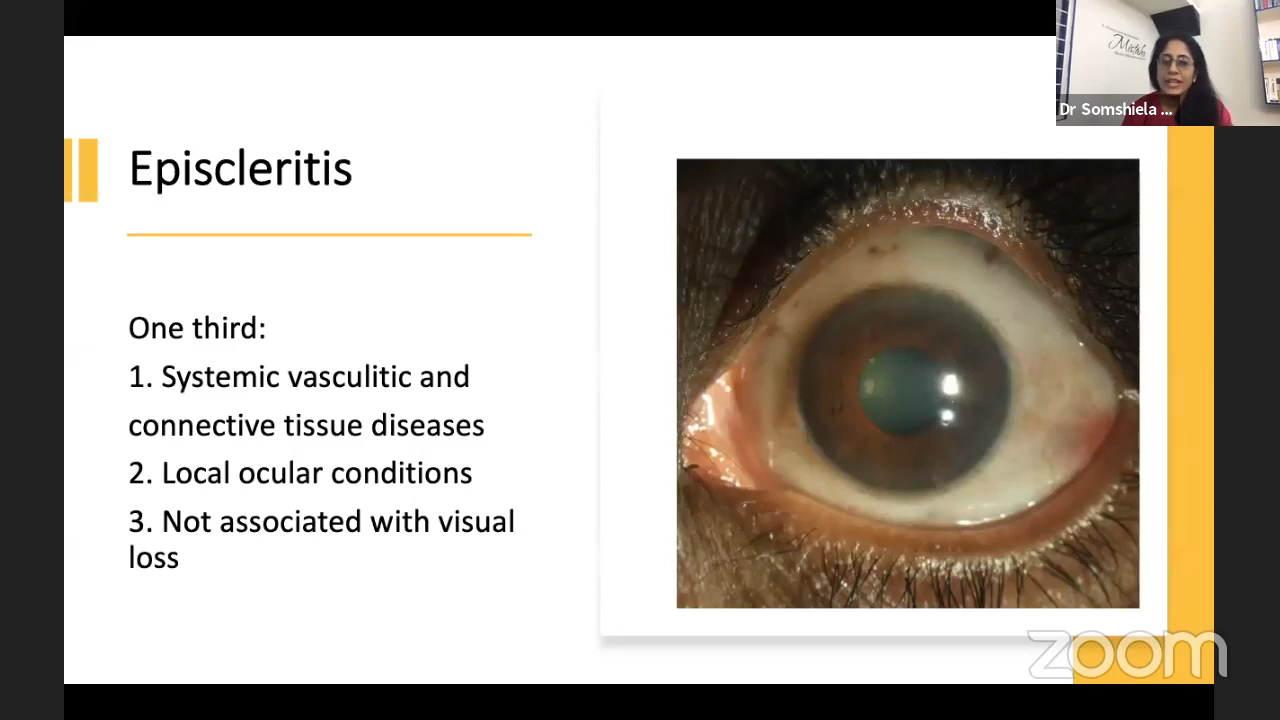 Dr Somshiela ...
Episcleritis
One third:
1. Systemic vasculitic and
connective tissue diseases
2. Local ocular conditions
3. Not associated with visual
loss
zoom